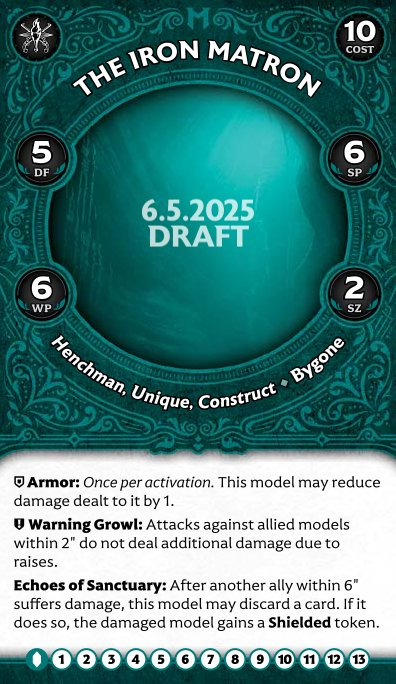 10
COST
THE IRON MATRON
5
DF
6
SP
6.5.2025
DRAFT
6
WP
2
SZ
Henchman, Unique, Construct • Bygone
Armor: Once per activation. This model may reduce
damage dealt to it by 1.
Warning Growl: Attacks against allied models
within 2" do not deal additional damage due to
raises.
Echoes of Sanctuary: After another ally within 6"
suffers damage, this model may discard a card. If it
does so, the damaged model gains a Shielded token.
1 2 3 4 5 6 7 8 9 10 11 12 13